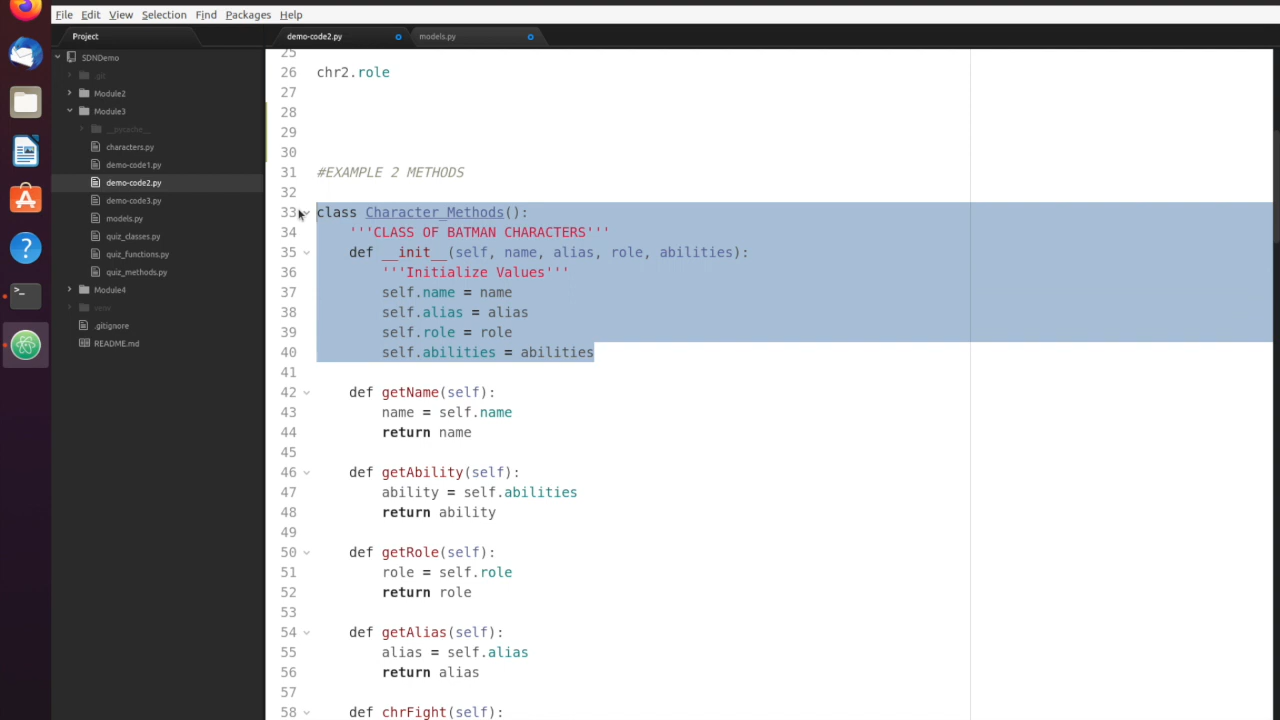 File Edit View Selection Find Packages Help
Project
demo-code2.py
models.py
SDNDemo
.git
Module2
Module3
__pycache__
characters.py
demo-code1.py
demo-code2.py
demo-code3.py
models.py
quiz_classes.py
quiz_functions.py
quiz_methods.py
Module4
venv
.gitignore
README.md
25
26 chr2.role
27
28
29
30
31 #EXAMPLE 2 METHODS
32
33 class Character_Methods():
34 '''CLASS OF BATMAN CHARACTERS'''
35 def __init__(self, name, alias, role, abilities):
36 '''Initialize Values'''
37 self.name = name
38 self.alias = alias
39 self.role = role
40 self.abilities = abilities
41
42 def getName(self):
43 name = self.name
44 return name
45
46 def getAbility(self):
47 ability = self.abilities
48 return ability
49
50 def getRole(self):
51 role = self.role
52 return role
53
54 def getAlias(self):
55 alias = self.alias
56 return alias
57
58 def chrFight(self):